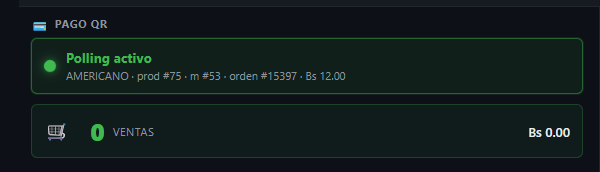 PAGO QR
Polling activo
AMERICANO · prod #75 · m #53 · orden #15397 · Bs 12.00
0 VENTAS Bs 0.00